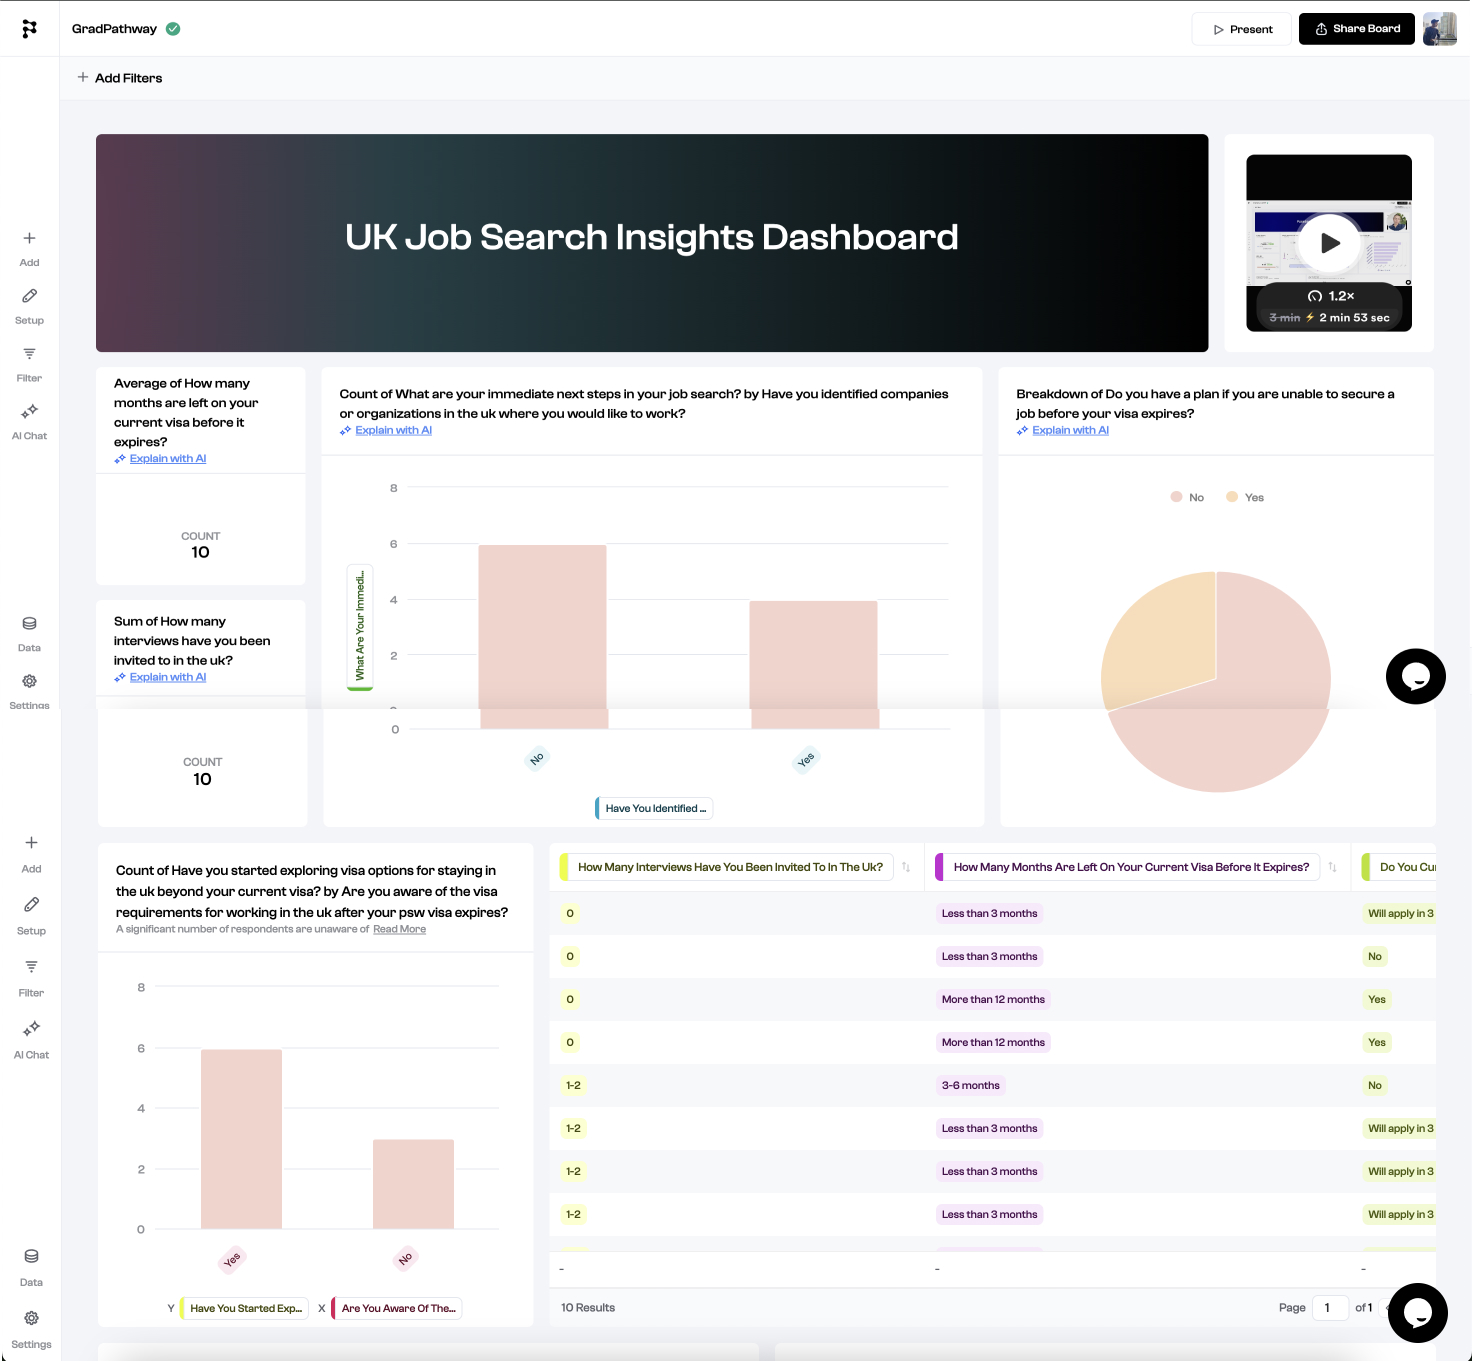 GradPathway
Present
Share Board
Add Filters
UK Job Search Insights Dashboard
1.2×
3 min ⚡ 2 min 53 sec
Add
Setup
Filter
AI Chat
Data
Settings
Average of How many
months are left on your
current visa before it
expires?
Explain with AI
COUNT
10
Count of What are your immediate next steps in your job search? by Have you identified companies
or organizations in the uk where you would like to work?
Explain with AI
8
6
4
2
0
What Are Your Immedi...
No
Yes
Have You Identified ...
Breakdown of Do you have a plan if you are unable to secure a
job before your visa expires?
Explain with AI
No
Yes
Sum of How many
interviews have you been
invited to in the uk?
Explain with AI
COUNT
10
Add
Setup
Filter
AI Chat
Data
Settings
Count of Have you started exploring visa options for staying in
the uk beyond your current visa? by Are you aware of the visa
requirements for working in the uk after your psw visa expires?
A significant number of respondents are unaware of Read More
8
6
4
2
0
Yes
No
Y Have You Started Exp... X Are You Aware Of The...
How Many Interviews Have You Been Invited To In The Uk? How Many Months Are Left On Your Current Visa Before It Expires? Do You Cu
0 Less than 3 months Will apply in 3
0 Less than 3 months No
0 More than 12 months Yes
0 More than 12 months Yes
1-2 3-6 months No
1-2 Less than 3 months Will apply in 3
1-2 Less than 3 months Will apply in 3
1-2 Less than 3 months Will apply in 3
- - -
10 Results
Page 1 of 1